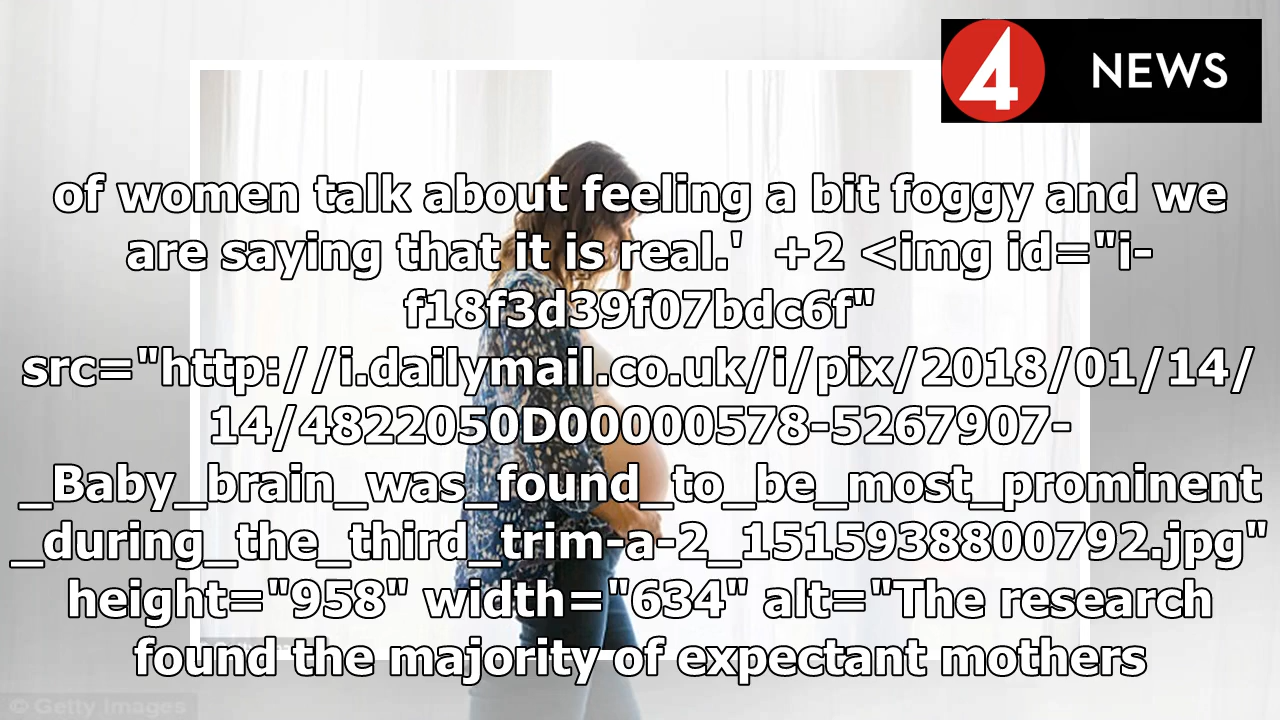 4 NEWS
of women talk about feeling a bit foggy and we
are saying that it is real.'  +2 <img id="i-
f18f3d39f07bdc6f"
src="http://i.dailymail.co.uk/i/pix/2018/01/14/
14/4822050D00000578-5267907-
_Baby_brain_was_found_to_be_most_prominent
_during_the_third_trim-a-2_1515938800792.jpg"
height="958" width="634" alt="The research
found the majority of expectant mothers
© Getty Images